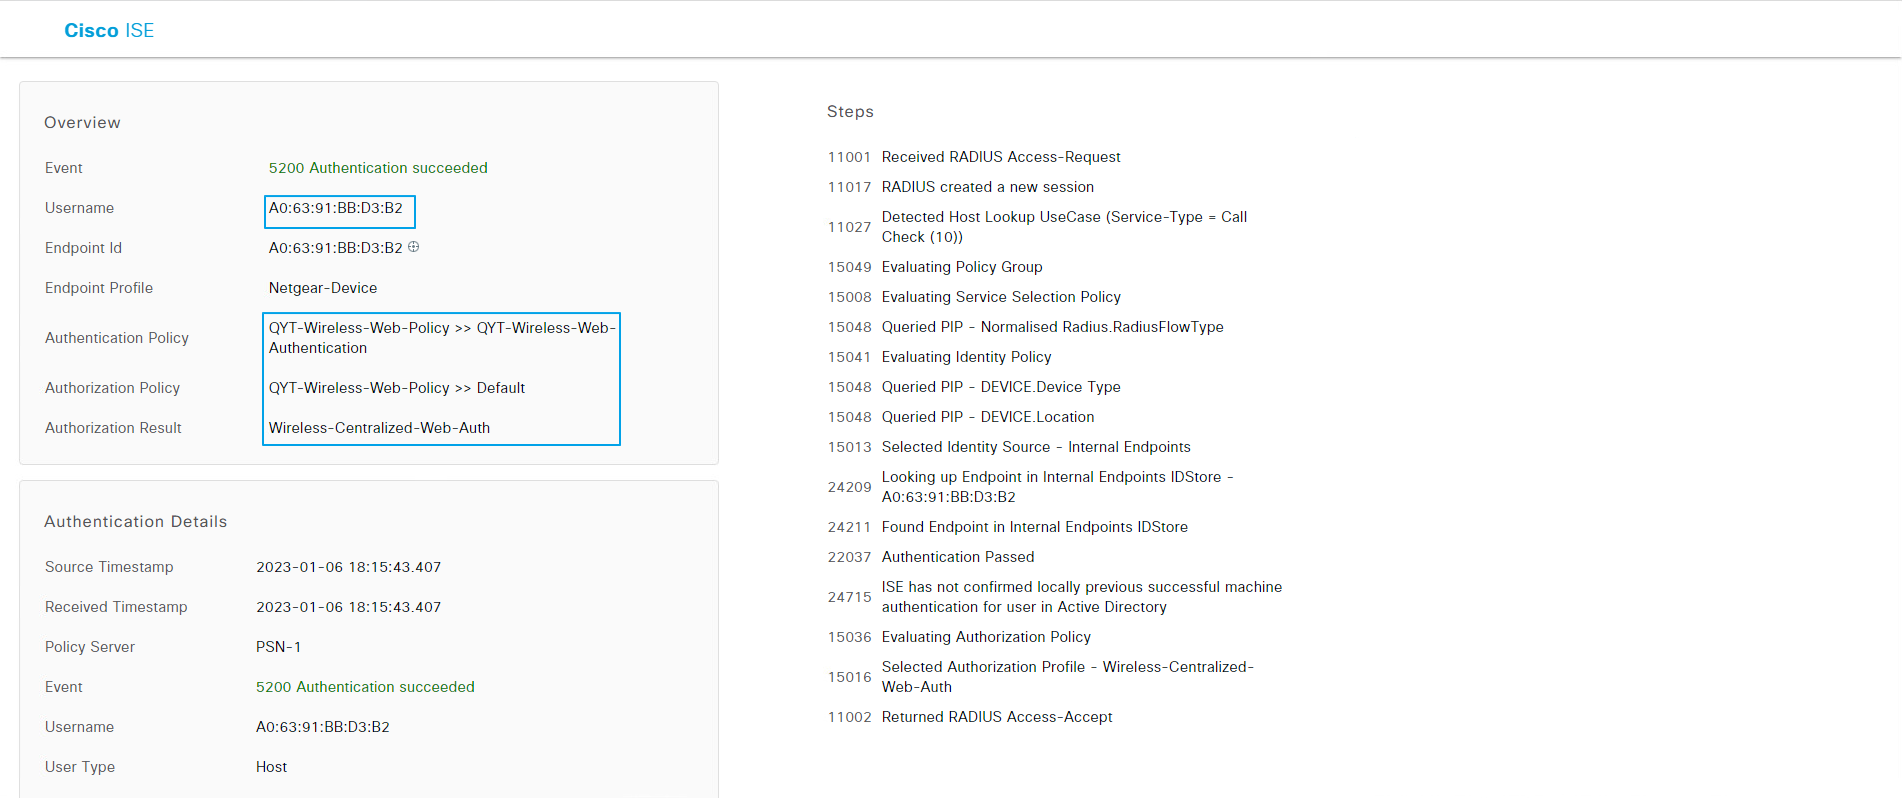 Cisco ISE
Overview
Event 5200 Authentication succeeded
Username A0:63:91:BB:D3:B2
Endpoint Id A0:63:91:BB:D3:B2
Endpoint Profile Netgear-Device
Authentication Policy QYT-Wireless-Web-Policy >> QYT-Wireless-Web-
Authentication
Authorization Policy QYT-Wireless-Web-Policy >> Default
Authorization Result Wireless-Centralized-Web-Auth
Authentication Details
Source Timestamp 2023-01-06 18:15:43.407
Received Timestamp 2023-01-06 18:15:43.407
Policy Server PSN-1
Event 5200 Authentication succeeded
Username A0:63:91:BB:D3:B2
User Type Host
Steps
11001 Received RADIUS Access-Request
11017 RADIUS created a new session
11027 Detected Host Lookup UseCase (Service-Type = Call
Check (10))
15049 Evaluating Policy Group
15008 Evaluating Service Selection Policy
15048 Queried PIP - Normalised Radius.RadiusFlowType
15041 Evaluating Identity Policy
15048 Queried PIP - DEVICE.Device Type
15048 Queried PIP - DEVICE.Location
15013 Selected Identity Source - Internal Endpoints
24209 Looking up Endpoint in Internal Endpoints IDStore -
A0:63:91:BB:D3:B2
24211 Found Endpoint in Internal Endpoints IDStore
22037 Authentication Passed
24715 ISE has not confirmed locally previous successful machine
authentication for user in Active Directory
15036 Evaluating Authorization Policy
15016 Selected Authorization Profile - Wireless-Centralized-
Web-Auth
11002 Returned RADIUS Access-Accept